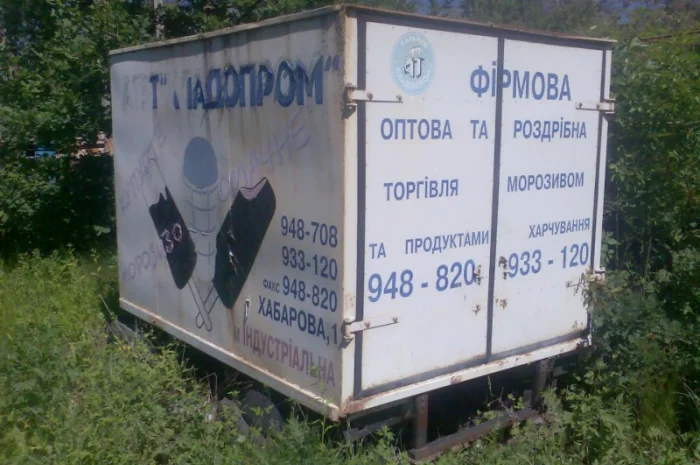 ЛАДОПРОМ"
948-708
933-120
ФАКС 948-820
ХАБАРОВА,1
М ІНДУСТРІАЛЬНА
ФІРМОВА
ОПТОВА ТА РОЗДРІБНА
ТОРГІВЛЯ МОРОЗИВОМ
ТА ПРОДУКТАМИ ХАРЧУВАННЯ
948 - 820 933 - 120